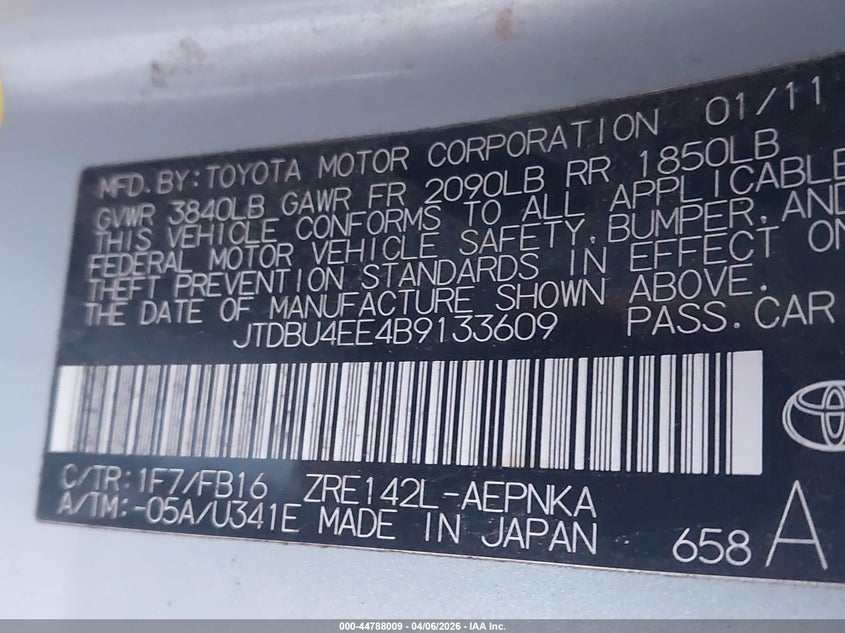 MFD.BY:TOYOTA MOTOR CORPORATION 01/11
GVWR 3840LB GAWR FR 2090LB RR 1850LB
THIS VEHICLE CONFORMS TO ALL APPLICABLE
FEDERAL MOTOR VEHICLE SAFETY, BUMPER, AND
THEFT PREVENTION STANDARDS IN EFFECT ON
THE DATE OF MANUFACTURE SHOWN ABOVE.
JTDBU4EE4B9133609 PASS.CAR
C/TR:1F7/FB16 ZRE142L-AEPNKA
A/TM:-05A/U341E MADE IN JAPAN 658 A
000-44788009 - 04/06/2026 - IAA Inc.